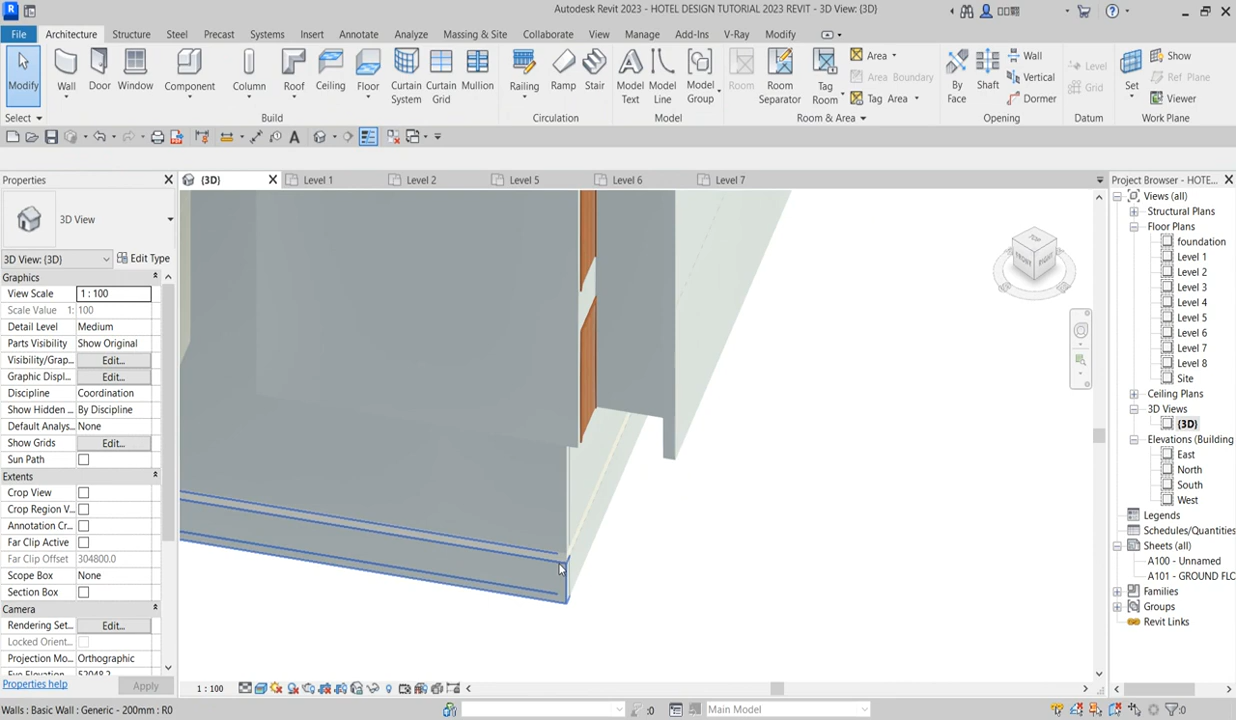 Autodesk Revit 2023 - HOTEL DESIGN TUTORIAL 2023 REVIT - 3D View: {3D}
File Architecture Structure Steel Precast Systems Insert Annotate Analyze Massing & Site Collaborate View Manage Add-Ins V-Ray Modify
Modify Wall Door Window Component Column Roof Ceiling Floor Curtain System Curtain Grid Mullion Railing Ramp Stair Model Text Model Line Model Group Room Room Separator Tag Room Area Area Boundary Tag Area By Face Shaft Wall Vertical Dormer Level Grid Set Show Ref Plane Viewer
Select Build Circulation Model Room & Area Opening Datum Work Plane
Properties
{3D} Level 1 Level 2 Level 5 Level 6 Level 7
Project Browser - HOTE...
3D View
3D View: {3D} Edit Type
Graphics
View Scale 1 : 100
Scale Value 1: 100
Detail Level Medium
Parts Visibility Show Original
Visibility/Grap... Edit...
Graphic Displ... Edit...
Discipline Coordination
Show Hidden ... By Discipline
Default Analys... None
Show Grids Edit...
Sun Path
Extents
Crop View
Crop Region V...
Annotation Cr...
Far Clip Active
Far Clip Offset 304800.0
Scope Box None
Section Box
Camera
Rendering Set... Edit...
Locked Orient...
Projection Mo... Orthographic
Properties help Apply
TOP
FRONT RIGHT
Views (all)
Structural Plans
Floor Plans
foundation
Level 1
Level 2
Level 3
Level 4
Level 5
Level 6
Level 7
Level 8
Site
Ceiling Plans
3D Views
{3D}
Elevations (Building
East
North
South
West
Legends
Schedules/Quantities
Sheets (all)
A100 - Unnamed
A101 - GROUND FLC
Families
Groups
Revit Links
1 : 100
Walls : Basic Wall : Generic - 200mm : R0
:0 Main Model :0